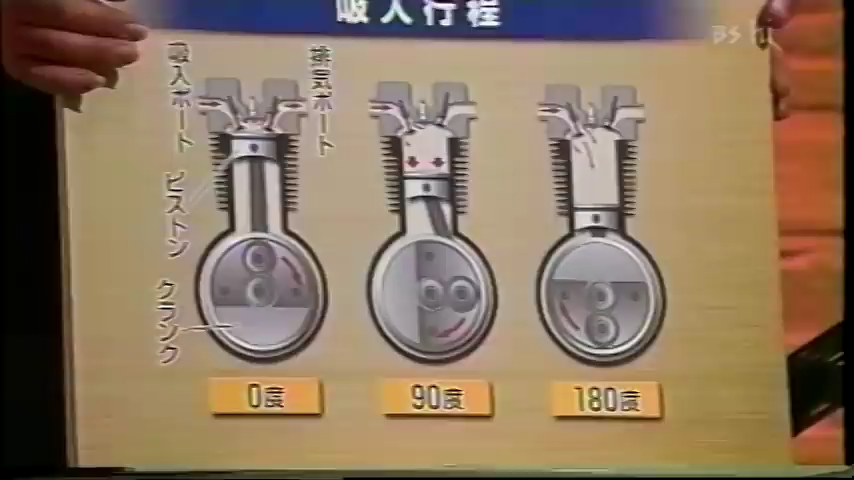 吸入行程
BS hi
吸入ポート
排気ポート
ピストン
クランク
0度
90度
180度